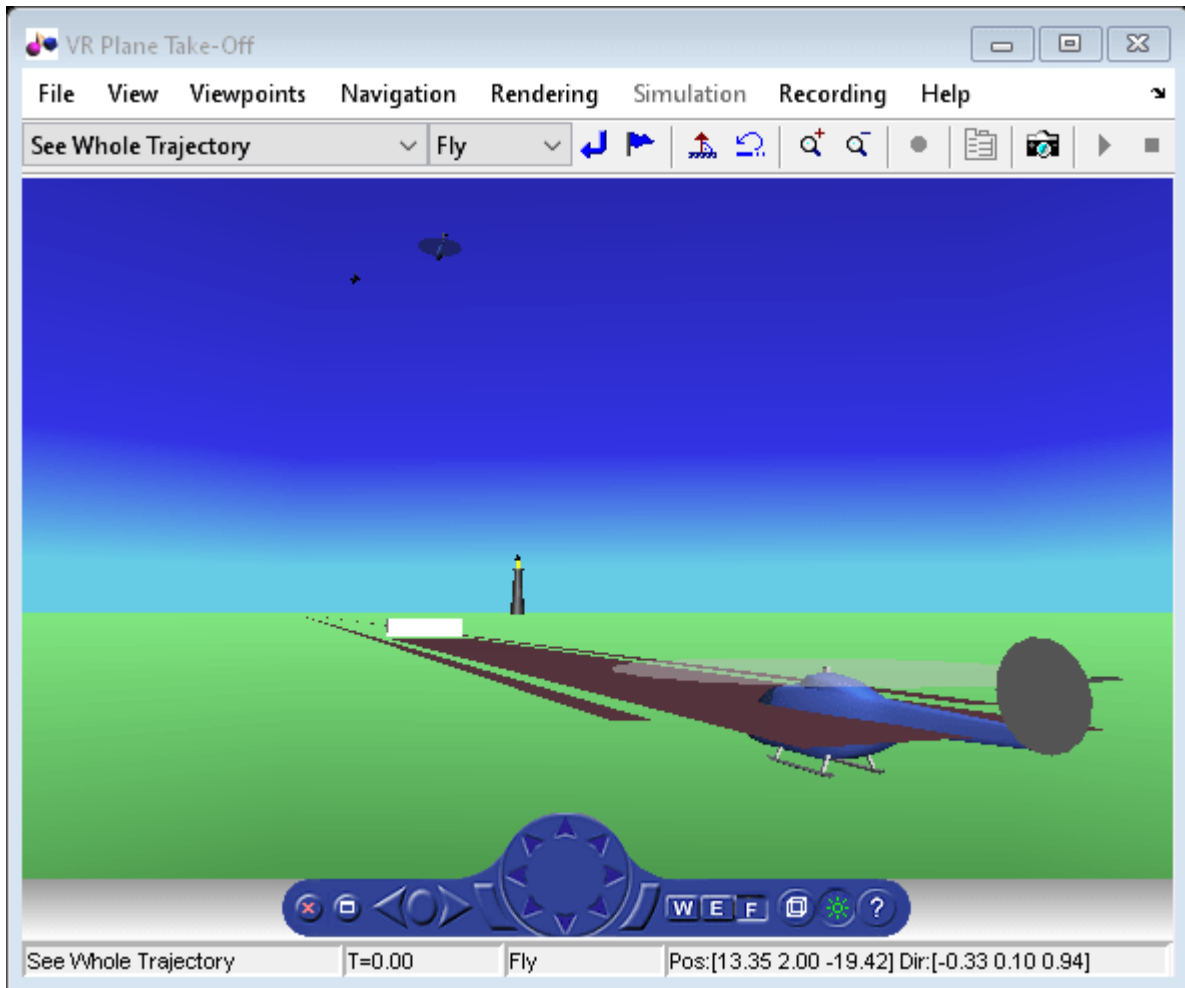 VR Plane Take-Off
File View Viewpoints Navigation Rendering Simulation Recording Help
See Whole Trajectory Fly
W E F ?
See Whole Trajectory T=0.00 Fly Pos:[13.35 2.00 -19.42] Dir:[-0.33 0.10 0.94]